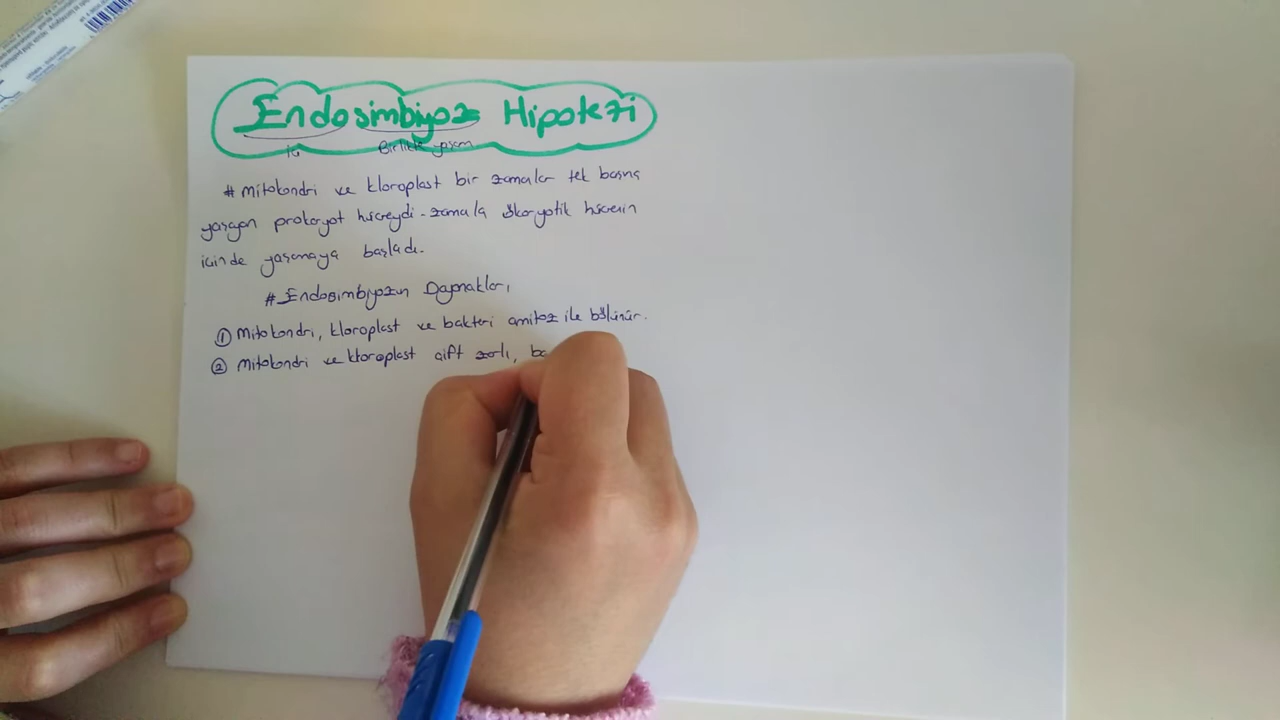 Endosimbiyoz Hipotezi
İç Birlikte yaşam
# Mitokondri ve kloroplast bir zamanlar tek başına
yaşayan prokaryot hücreydi. zamanla ökaryotik hücrenin
içinde yaşamaya başladı.
# Endosimbiyozun Dayanakları
① Mitokondri, kloroplast ve bakteri amitoz ile bölünür.
② Mitokondri ve kloroplast çift zarlı,